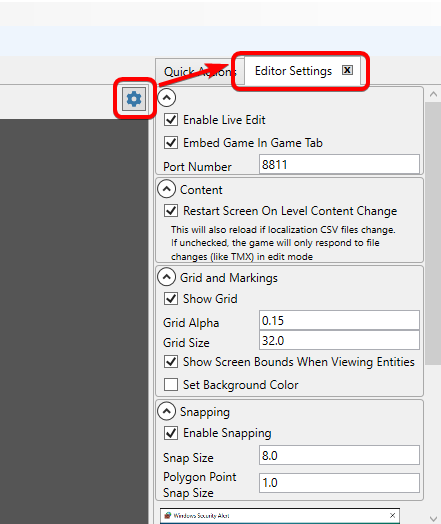 Quick Actions
Editor Settings
Enable Live Edit
Embed Game In Game Tab
Port Number 8811
Content
Restart Screen On Level Content Change
This will also reload if localization CSV files change.
If unchecked, the game will only respond to file
changes (like TMX) in edit mode
Grid and Markings
Show Grid
Grid Alpha 0.15
Grid Size 32.0
Show Screen Bounds When Viewing Entities
Set Background Color
Snapping
Enable Snapping
Snap Size 8.0
Polygon Point
Snap Size 1.0
Windows Security Alert